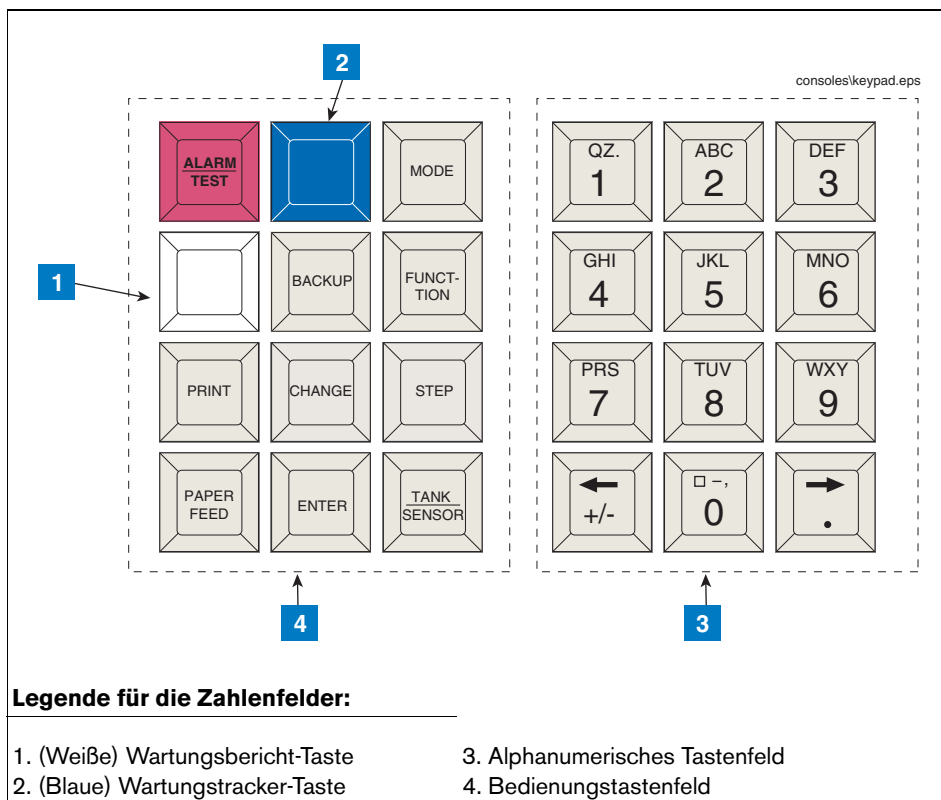 2
consoles\keypad.eps
ALARM
TEST
MODE
QZ.
1
ABC
2
DEF
3
1
BACKUP
FUNCT-
TION
GHI
4
JKL
5
MNO
6
PRINT
CHANGE
STEP
PRS
7
TUV
8
WXY
9
PAPER
FEED
ENTER
TANK
SENSOR
←
+/-
□ – ,
0
→
.
4
3
Legende für die Zahlenfelder:
1. (Weiße) Wartungsbericht-Taste
2. (Blaue) Wartungstracker-Taste
3. Alphanumerisches Tastenfeld
4. Bedienungstastenfeld